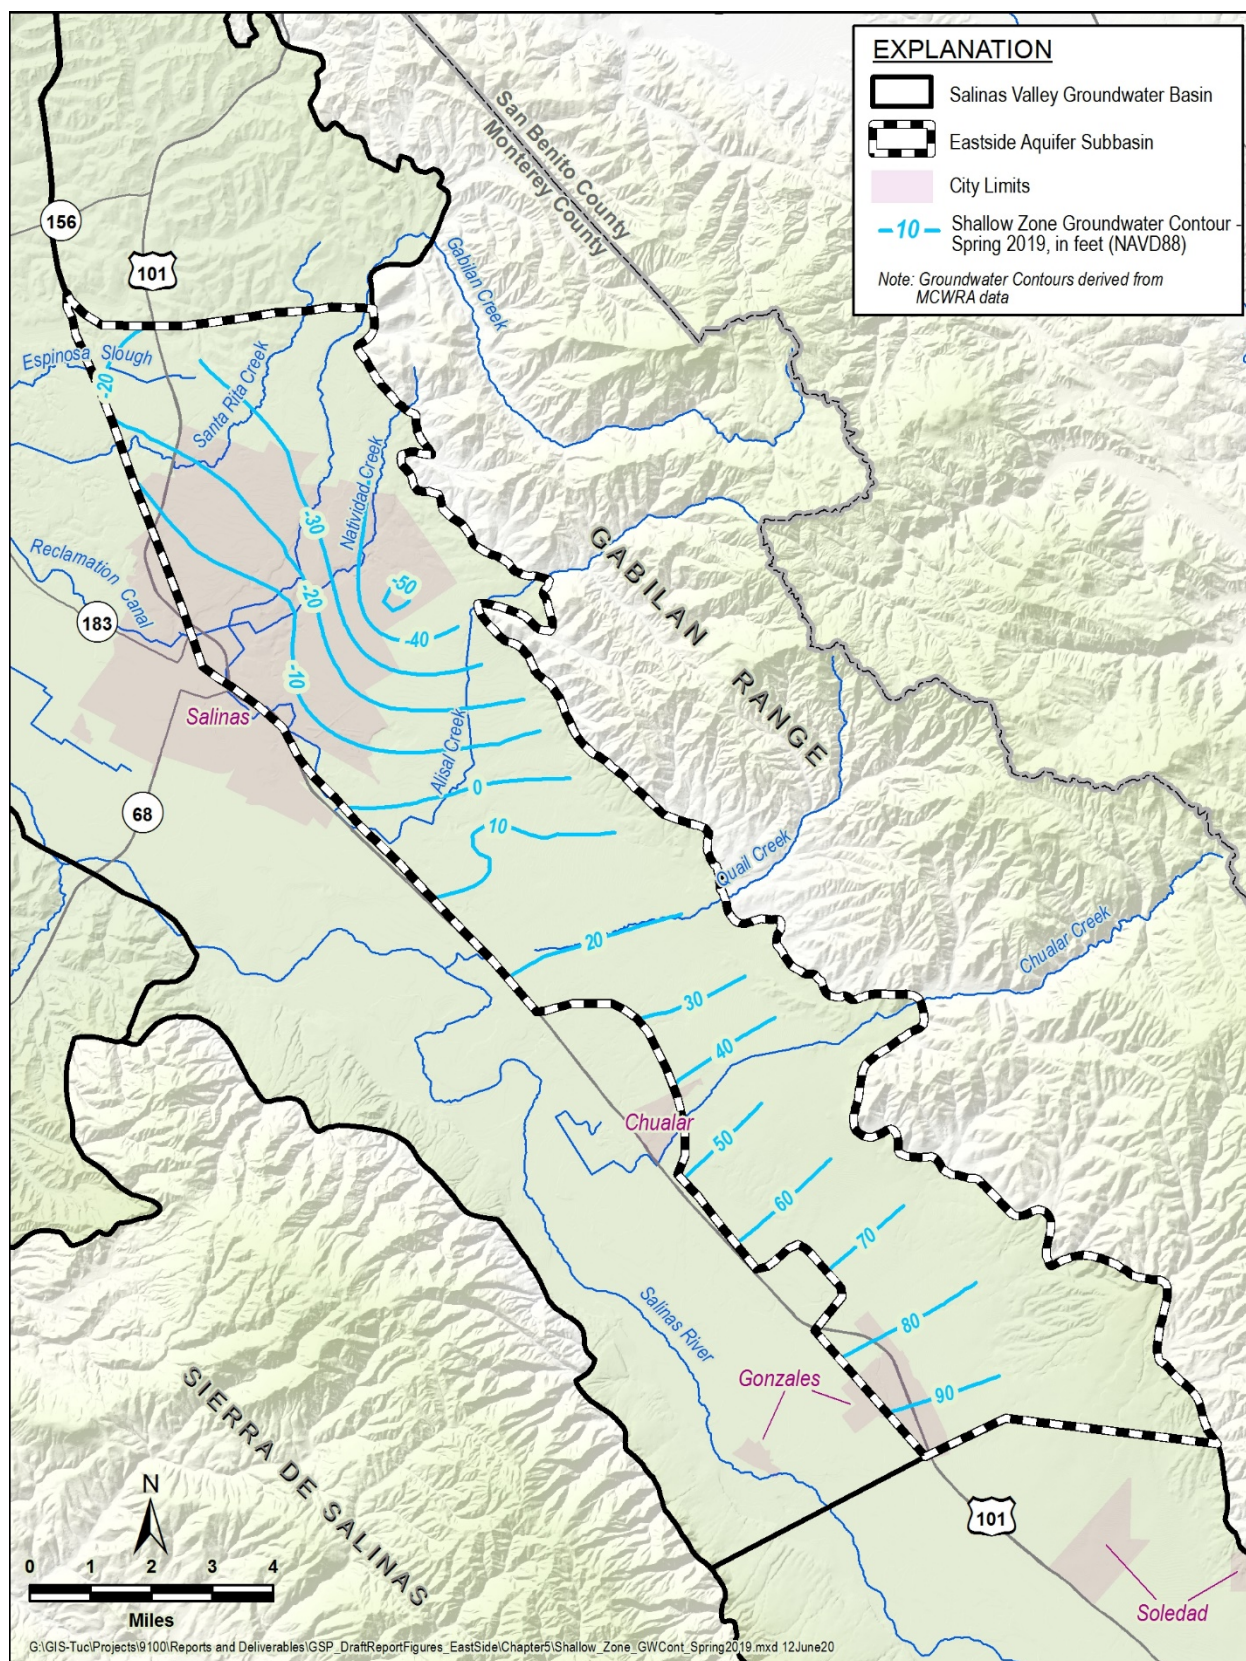 EXPLANATION
Salinas Valley Groundwater Basin
Eastside Aquifer Subbasin
City Limits
-10
Shallow Zone Groundwater Contour -
Spring 2019, in feet (NAVD88)
Note: Groundwater Contours derived from
MCWRA data
San Benito County
Monterey County
156
101
Gabilan Creek
Espinosa Slough
-20
Santa Rita Creek
Natividad Creek
-30
GABILAN RANGE
Reclamation Canal
183
-20
-50
-40
-10
Salinas
Alisal Creek
0
68
10
Quail Creek
20
Chualar Creek
30
40
Chualar
50
60
70
Salinas River
80
Gonzales
90
SIERRA DE SALINAS
N
101
0 1 2 3 4
Miles
Soledad
G:\GIS-Tuc\Projects\9100\Reports and Deliverables\GSP_DraftReportFigures_EastSide\Chapter5\Shallow_Zone_GWCont_Spring2019.mxd 12June20